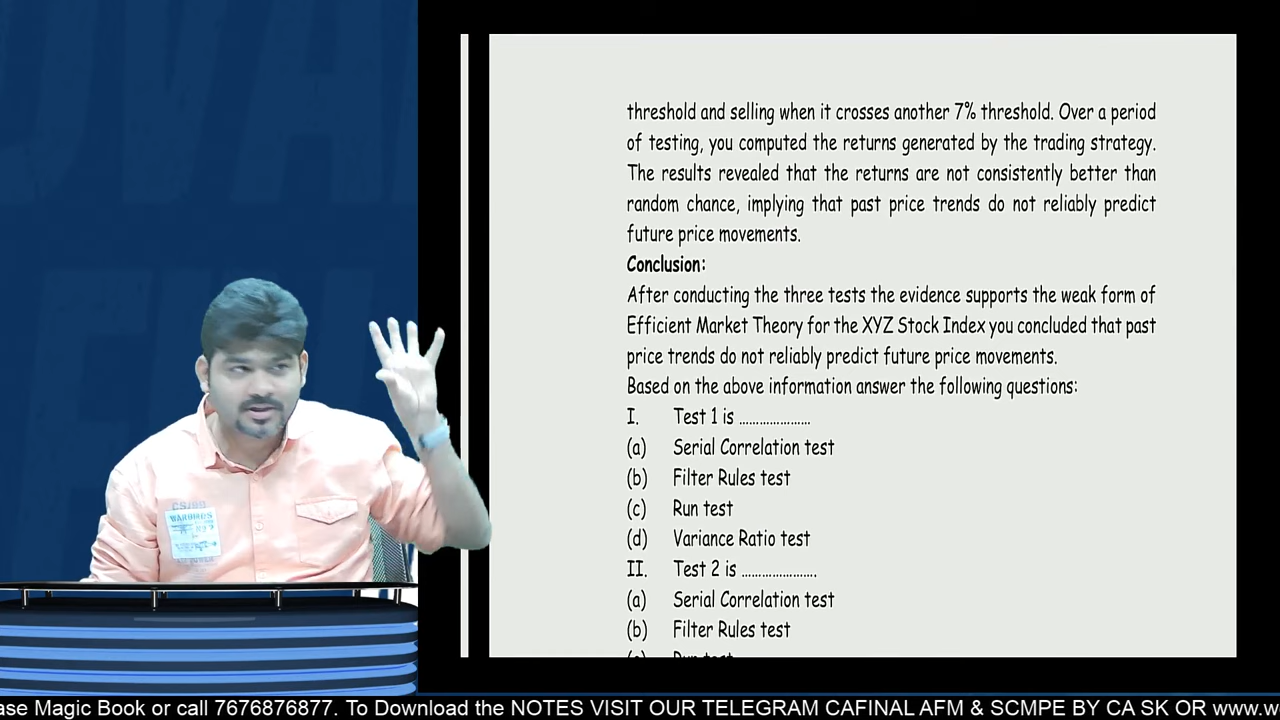 threshold and selling when it crosses another 7% threshold. Over a period
of testing, you computed the returns generated by the trading strategy.
The results revealed that the returns are not consistently better than
random chance, implying that past price trends do not reliably predict
future price movements.
Conclusion:
After conducting the three tests the evidence supports the weak form of
Efficient Market Theory for the XYZ Stock Index you concluded that past
price trends do not reliably predict future price movements.
Based on the above information answer the following questions:
I. Test 1 is .....................
(a) Serial Correlation test
(b) Filter Rules test
(c) Run test
(d) Variance Ratio test
II. Test 2 is ......................
(a) Serial Correlation test
(b) Filter Rules test
ase Magic Book or call 7676876877. To Download the NOTES VISIT OUR TELEGRAM CAFINAL AFM & SCMPE BY CA SK OR www.w